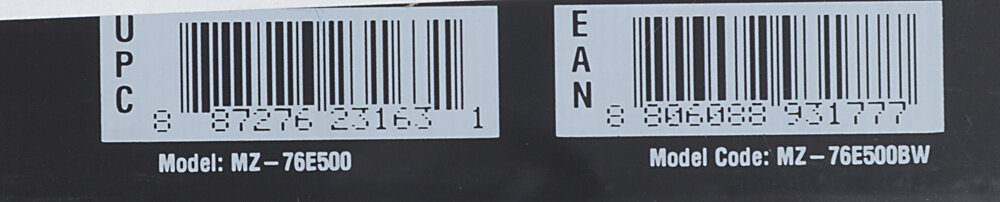 UPC
8 87276 23163 1
Model: MZ-76E500
EAN
8 806088 931777
Model Code: MZ-76E500BW